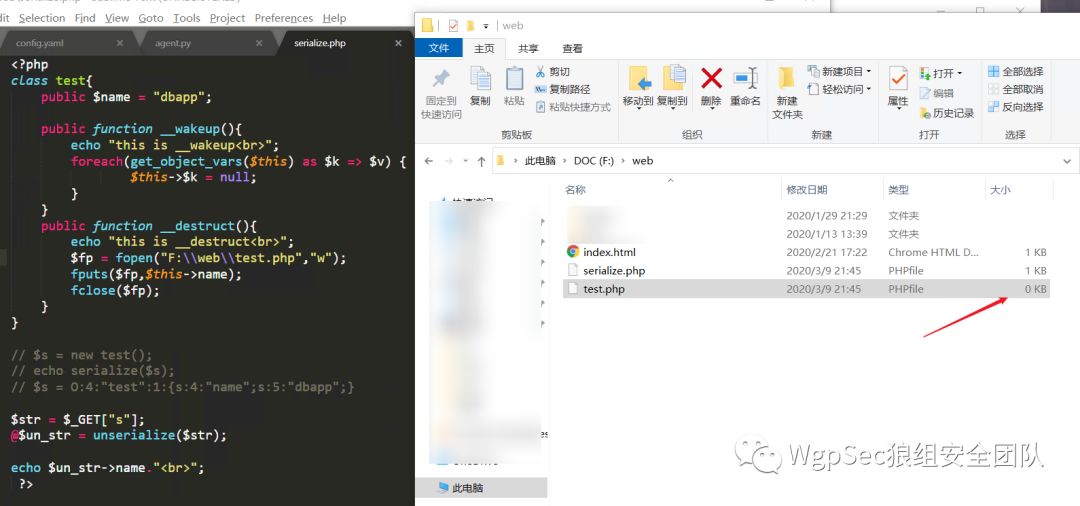 Selection Find View Goto Tools Project Preferences Help
config.yaml × agent.py × serialize.php ×
<?php
class test{
public $name = "dbapp";
public function __wakeup(){
echo "this is __wakeup<br>";
foreach(get_object_vars($this) as $k => $v) {
$this->$k = null;
}
}
public function __destruct(){
echo "this is __destruct<br>";
$fp = fopen("F:\\web\\test.php","w");
fputs($fp,$this->name);
fclose($fp);
}
}
// $s = new test();
// echo serialize($s);
// $s = O:4:"test":1:{s:4:"name";s:5:"dbapp";}
$str = $_GET["s"];
@$un_str = unserialize($str);
echo $un_str->name."<br>";
?>
web
文件 主页 共享 查看
固定到
快速访问
复制
粘贴
剪切
复制路径
粘贴快捷方式
剪贴板
移动到 复制到 删除 重命名
组织
新建
文件夹
新建项目
轻松访问
新建
属性
打开
编辑
历史记录
打开
全部选择
全部取消
反向选择
选择
此电脑 › DOC (F:) › web
名称 修改日期 类型 大小
2020/1/29 21:29 文件夹
2020/1/13 13:39 文件夹
index.html 2020/2/21 17:22 Chrome HTML D... 1 KB
serialize.php 2020/3/9 21:45 PHPfile 1 KB
test.php 2020/3/9 21:45 PHPfile 0 KB
此电脑
WgpSec狼组安全团队